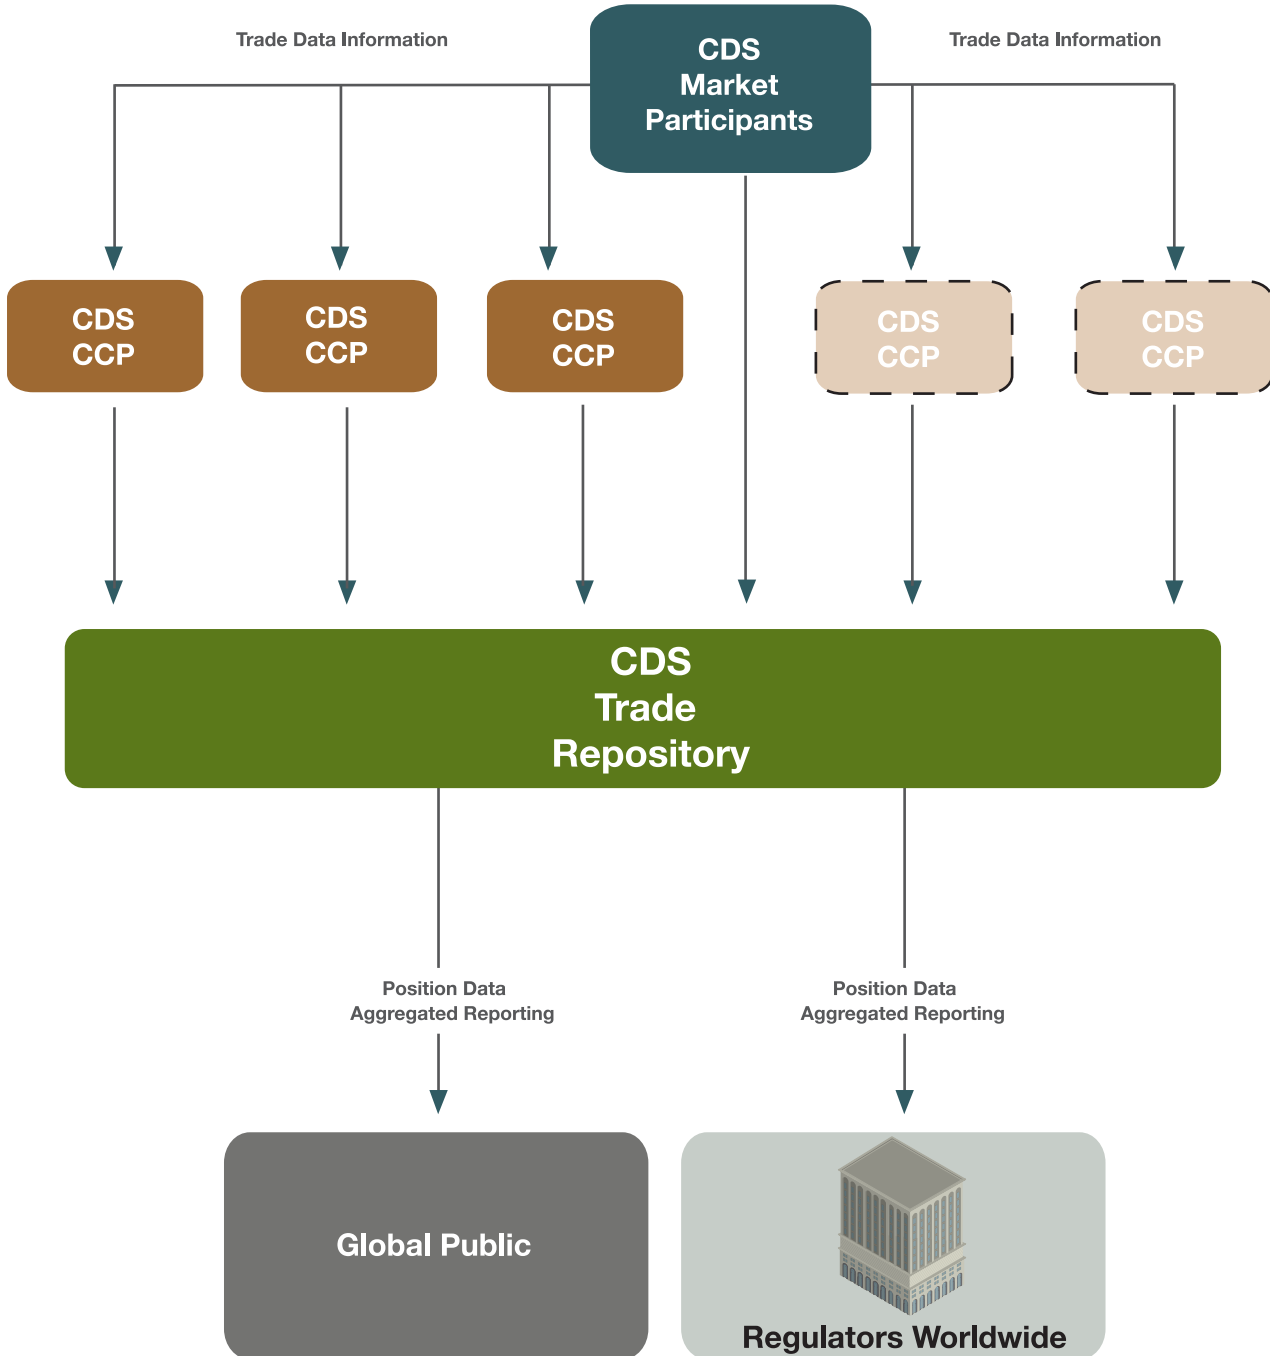 Trade Data Information
CDS
Market
Participants
Trade Data Information
CDS
CCP
CDS
CCP
CDS
CCP
CDS
CCP
CDS
CCP
CDS
Trade
Repository
Position Data
Aggregated Reporting
Position Data
Aggregated Reporting
Global Public
Regulators Worldwide